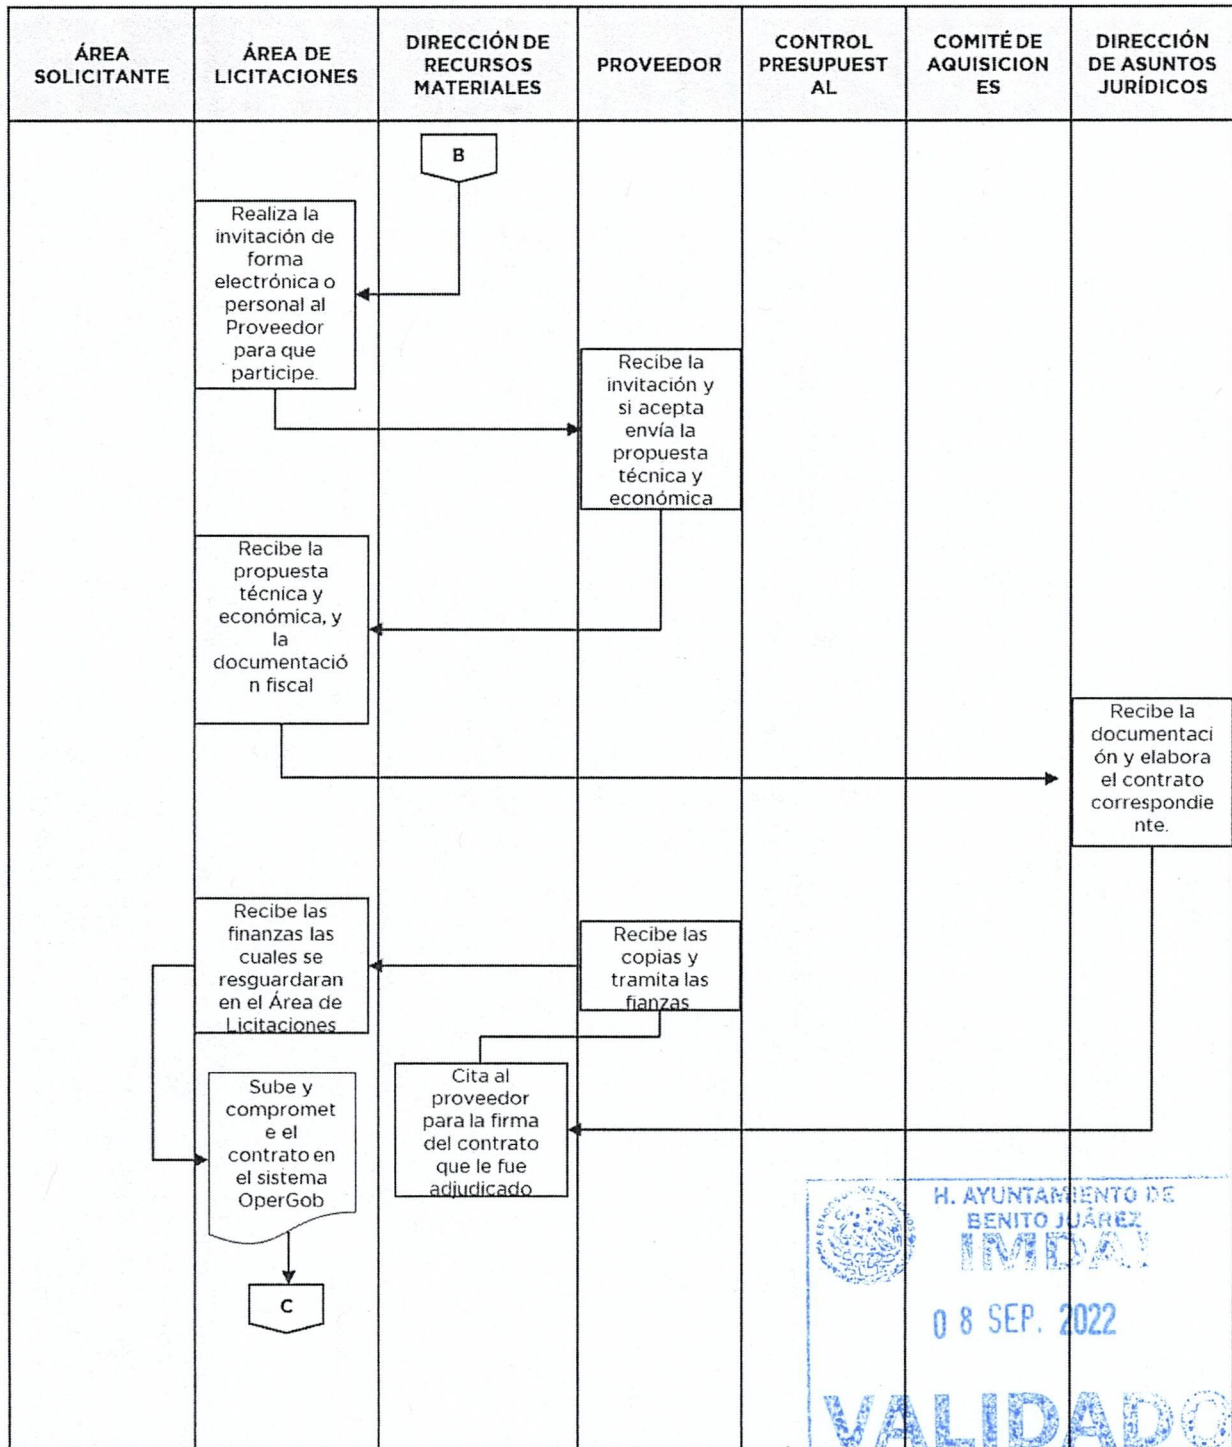 ÁREA
SOLICITANTE
ÁREA DE
LICITACIONES
DIRECCIÓN DE
RECURSOS
MATERIALES
PROVEEDOR
CONTROL
PRESUPUEST
AL
COMITÉ DE
AQUISICION
ES
DIRECCIÓN
DE ASUNTOS
JURÍDICOS
B
Realiza la
invitación de
forma
electrónica o
personal al
Proveedor
para que
participe.
Recibe la
invitación y
si acepta
envía la
propuesta
técnica y
económica
Recibe la
propuesta
técnica y
económica, y
la
documentació
n fiscal
Recibe la
documentaci
ón y elabora
el contrato
correspondie
nte.
Recibe las
finanzas las
cuales se
resguardaran
en el Área de
Licitaciones
Recibe las
copias y
tramita las
fianzas
Cita al
proveedor
para la firma
del contrato
que le fue
adjudicado
Sube y
compromet
e el
contrato en
el sistema
OperGob
C
H. AYUNTAMIENTO DE
BENITO JUÁREZ
IMDAI
08 SEP. 2022
VALIDADO